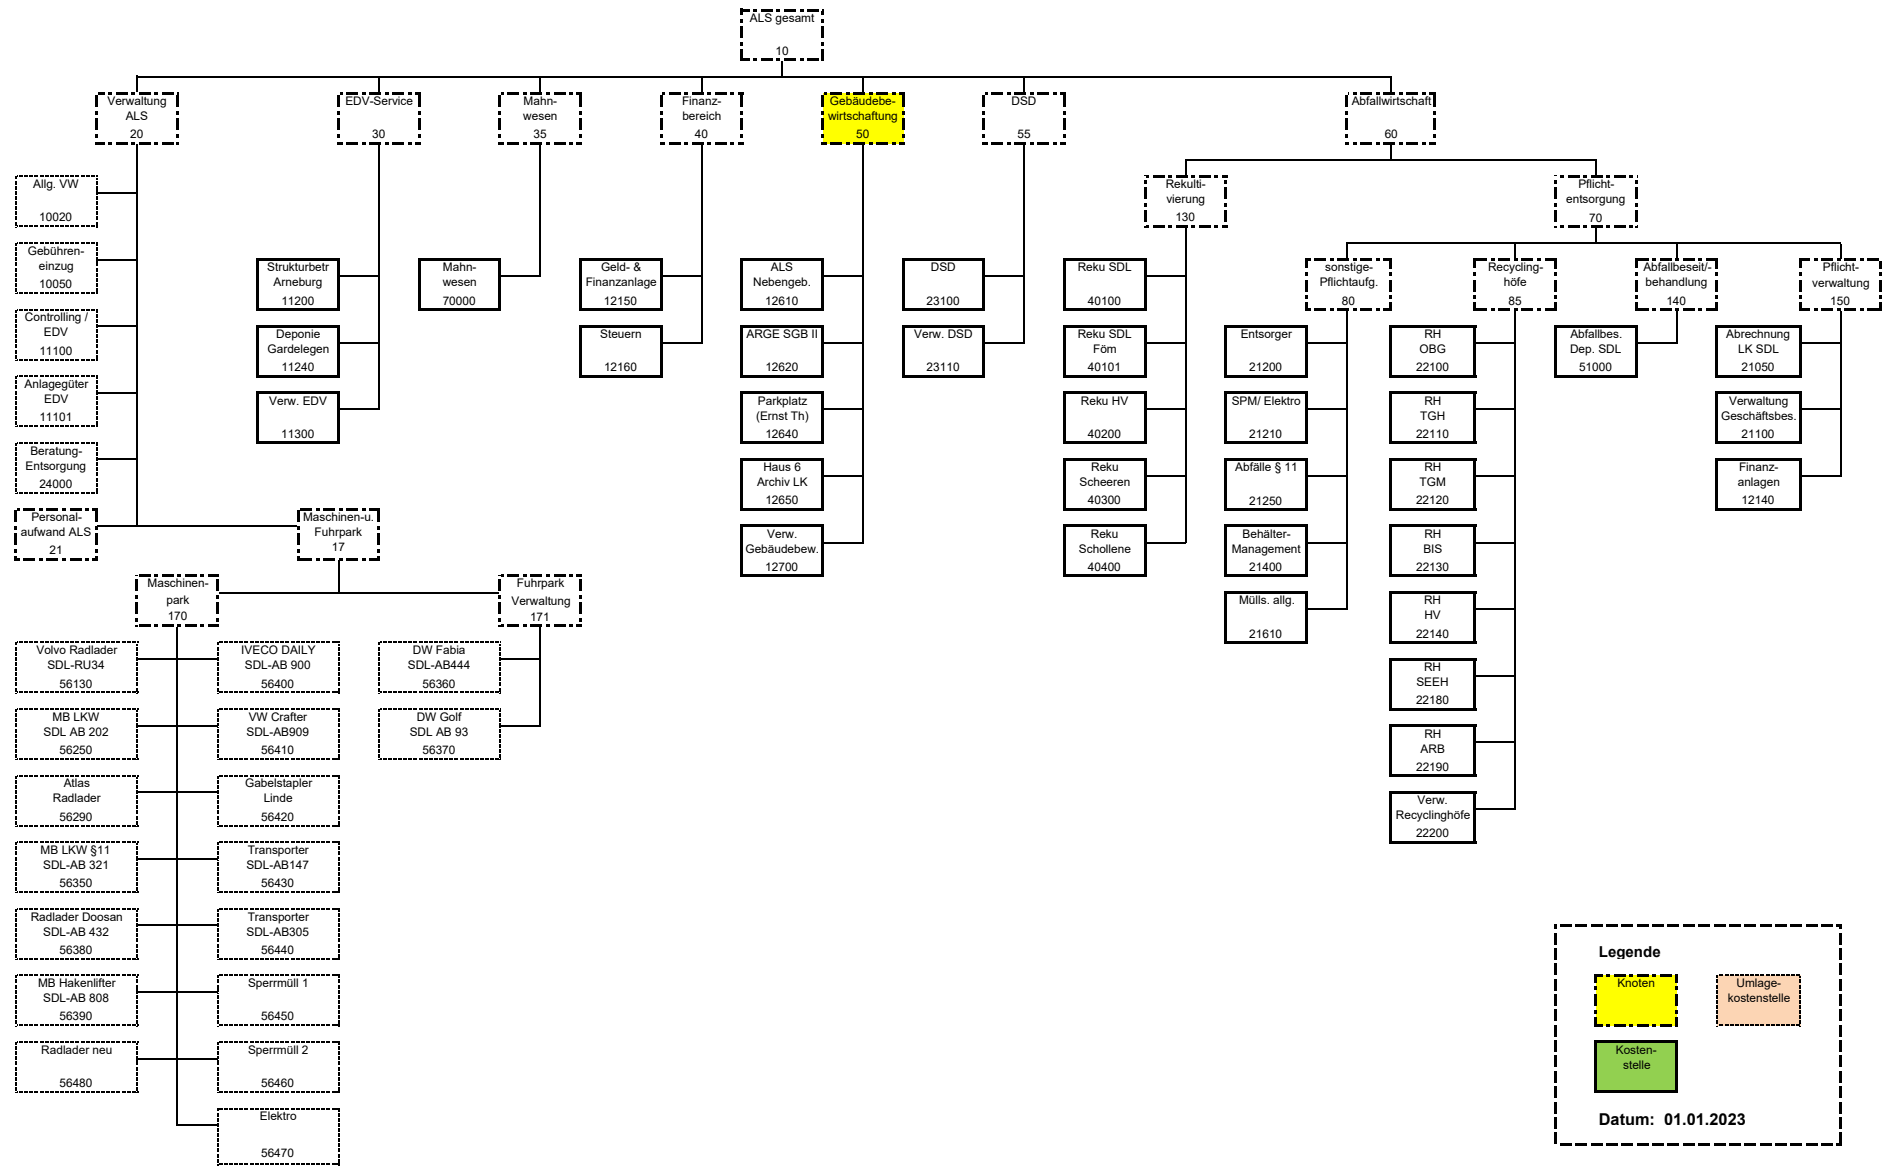 ALS gesamt
10
Verwaltung
ALS
20
EDV-Service
30
Mahn-
wesen
35
Finanz-
bereich
40
Gebäudebe-
wirtschaftung
50
DSD
55
Abfallwirtschaft
60
Rekulti-
vierung
130
Pflicht-
entsorgung
70
Allg. VW
10020
Gebühren-
einzug
10050
Controlling /
EDV
11100
Anlagegüter
EDV
11101
Beratung-
Entsorgung
24000
Personal-
aufwand ALS
21
Maschinen-u.
Fuhrpark
17
Strukturbetr
Arneburg
11200
Deponie
Gardelegen
11240
Verw. EDV
11300
Mahn-
wesen
70000
Geld- &
Finanzanlage
12150
Steuern
12160
ALS
Nebengeb.
12610
ARGE SGB II
12620
Parkplatz
(Ernst Th)
12640
Haus 6
Archiv LK
12650
Verw.
Gebäudebew.
12700
DSD
23100
Verw. DSD
23110
Reku SDL
40100
Reku SDL
Föm
40101
Reku HV
40200
Reku
Scheeren
40300
Reku
Schollene
40400
sonstige-
Pflichtaufg.
80
Recycling-
höfe
85
Abfallbeseit/-
behandlung
140
Pflicht-
verwaltung
150
Entsorger
21200
SPM/ Elektro
21210
Abfälle § 11
21250
Behälter-
Management
21400
Mülls. allg.
21610
RH
OBG
22100
RH
TGH
22110
RH
TGM
22120
RH
BIS
22130
RH
HV
22140
RH
SEEH
22180
RH
ARB
22190
Verw.
Recyclinghöfe
22200
Abfallbes.
Dep. SDL
51000
Abrechnung
LK SDL
21050
Verwaltung
Geschäftsbes.
21100
Finanz-
anlagen
12140
Maschinen-
park
170
Fuhrpark
Verwaltung
171
Volvo Radlader
SDL-RU34
56130
MB LKW
SDL AB 202
56250
Atlas
Radlader
56290
MB LKW §11
SDL-AB 321
56350
Radlader Doosan
SDL-AB 432
56380
MB Hakenlifter
SDL-AB 808
56390
Radlader neu
56480
IVECO DAILY
SDL-AB 900
56400
VW Crafter
SDL-AB909
56410
Gabelstapler
Linde
56420
Transporter
SDL-AB147
56430
Transporter
SDL-AB305
56440
Sperrmüll 1
56450
Sperrmüll 2
56460
Elektro
56470
DW Fabia
SDL-AB444
56360
DW Golf
SDL AB 93
56370
Legende
Knoten
Umlage-
kostenstelle
Kosten-
stelle
Datum: 01.01.2023